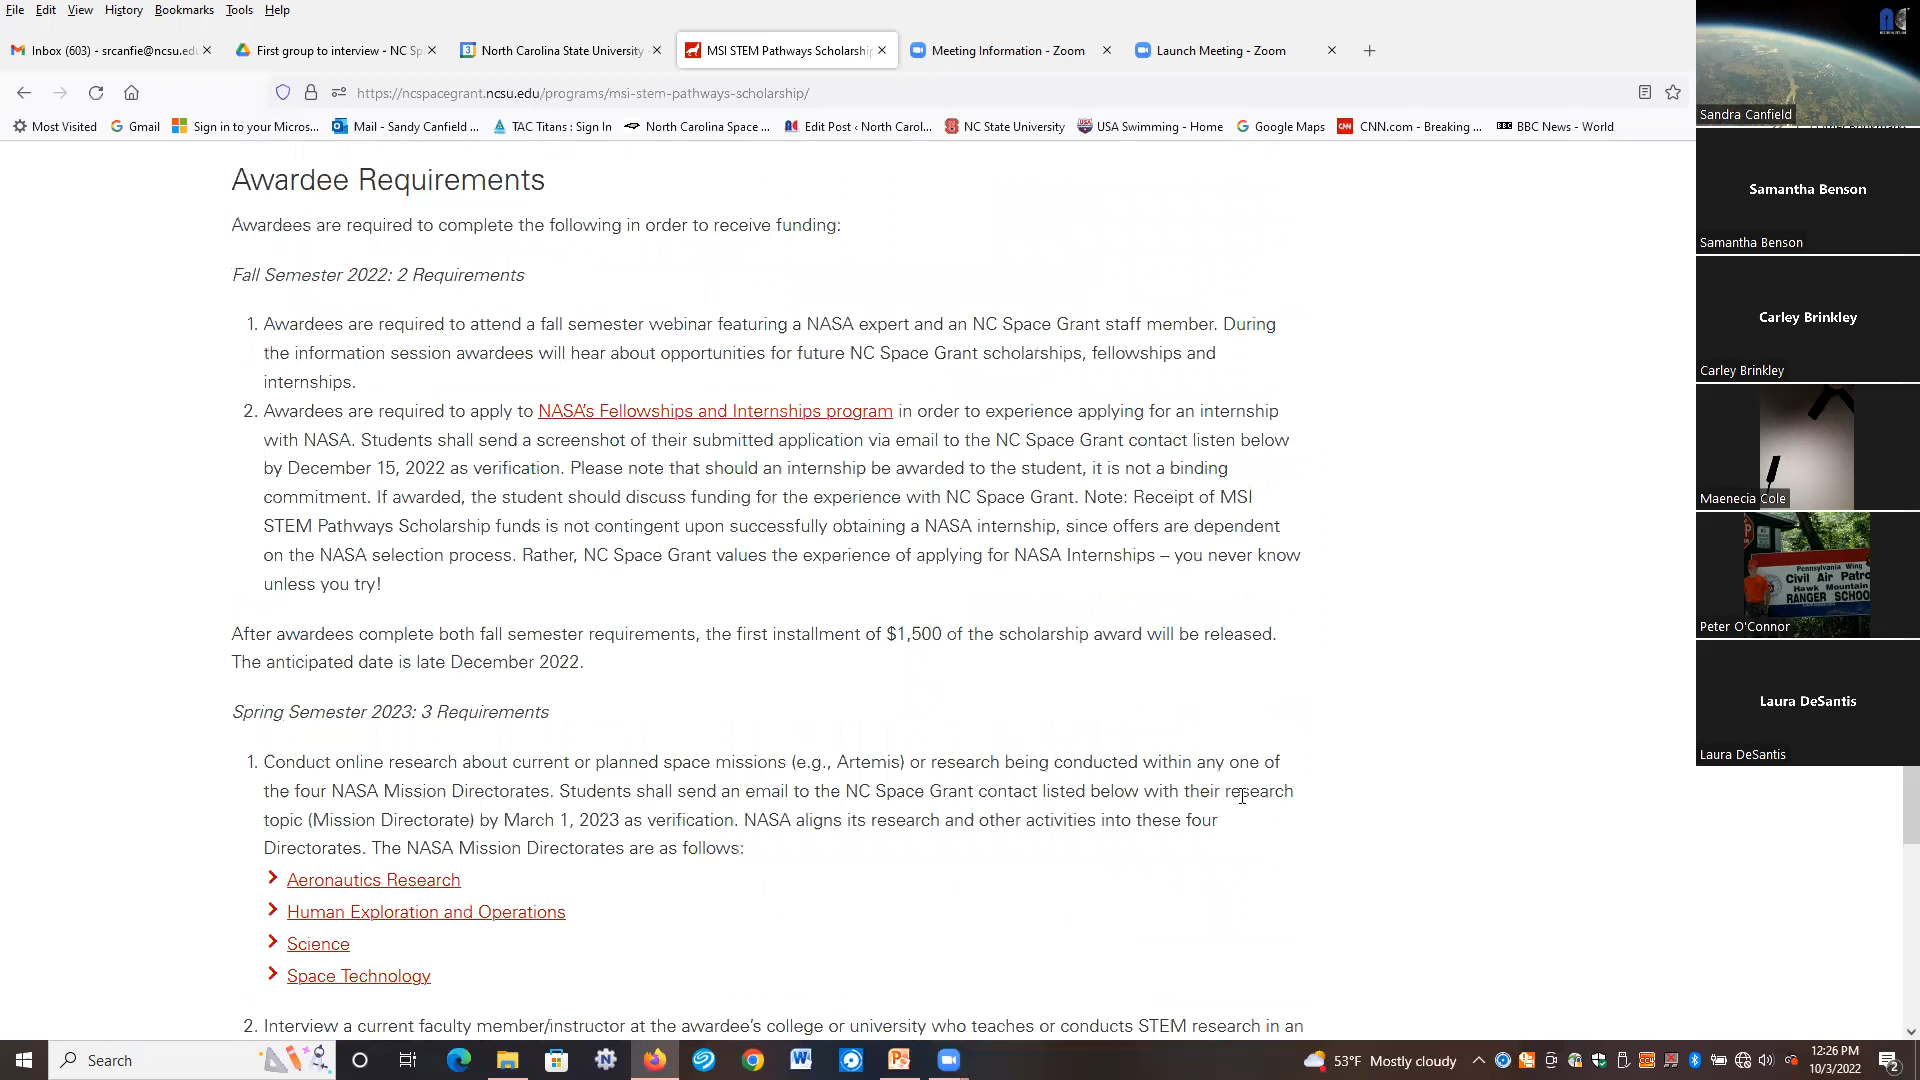 File Edit View History Bookmarks Tools Help
Inbox (603) - srcanfie@ncsu.ed
First group to interview - NC Sp
North Carolina State University
MSI STEM Pathways Scholarship
Meeting Information - Zoom
Launch Meeting - Zoom
https://ncspacegrant.ncsu.edu/programs/msi-stem-pathways-scholarship/
Most Visited Gmail Sign in to your Micros... Mail - Sandy Canfield ... TAC Titans : Sign In North Carolina Space ... Edit Post ‹ North Carol... NC State University USA Swimming - Home Google Maps CNN.com - Breaking ... BBC News - World
Awardee Requirements
Awardees are required to complete the following in order to receive funding:
Fall Semester 2022: 2 Requirements
1. Awardees are required to attend a fall semester webinar featuring a NASA expert and an NC Space Grant staff member. During
the information session awardees will hear about opportunities for future NC Space Grant scholarships, fellowships and
internships.
2. Awardees are required to apply to NASA's Fellowships and Internships program in order to experience applying for an internship
with NASA. Students shall send a screenshot of their submitted application via email to the NC Space Grant contact listen below
by December 15, 2022 as verification. Please note that should an internship be awarded to the student, it is not a binding
commitment. If awarded, the student should discuss funding for the experience with NC Space Grant. Note: Receipt of MSI
STEM Pathways Scholarship funds is not contingent upon successfully obtaining a NASA internship, since offers are dependent
on the NASA selection process. Rather, NC Space Grant values the experience of applying for NASA Internships – you never know
unless you try!
After awardees complete both fall semester requirements, the first installment of $1,500 of the scholarship award will be released.
The anticipated date is late December 2022.
Spring Semester 2023: 3 Requirements
1. Conduct online research about current or planned space missions (e.g., Artemis) or research being conducted within any one of
the four NASA Mission Directorates. Students shall send an email to the NC Space Grant contact listed below with their research
topic (Mission Directorate) by March 1, 2023 as verification. NASA aligns its research and other activities into these four
Directorates. The NASA Mission Directorates are as follows:
Aeronautics Research
Human Exploration and Operations
Science
Space Technology
2. Interview a current faculty member/instructor at the awardee's college or university who teaches or conducts STEM research in an
Sandra Canfield
Samantha Benson
Samantha Benson
Carley Brinkley
Carley Brinkley
Maenecia Cole
Pennsylvania Wing
Civil Air Patro
Hawk Mountain
RANGER SCHOO
Peter O'Connor
Laura DeSantis
Laura DeSantis
Search
53°F Mostly cloudy
12:26 PM
10/3/2022
2